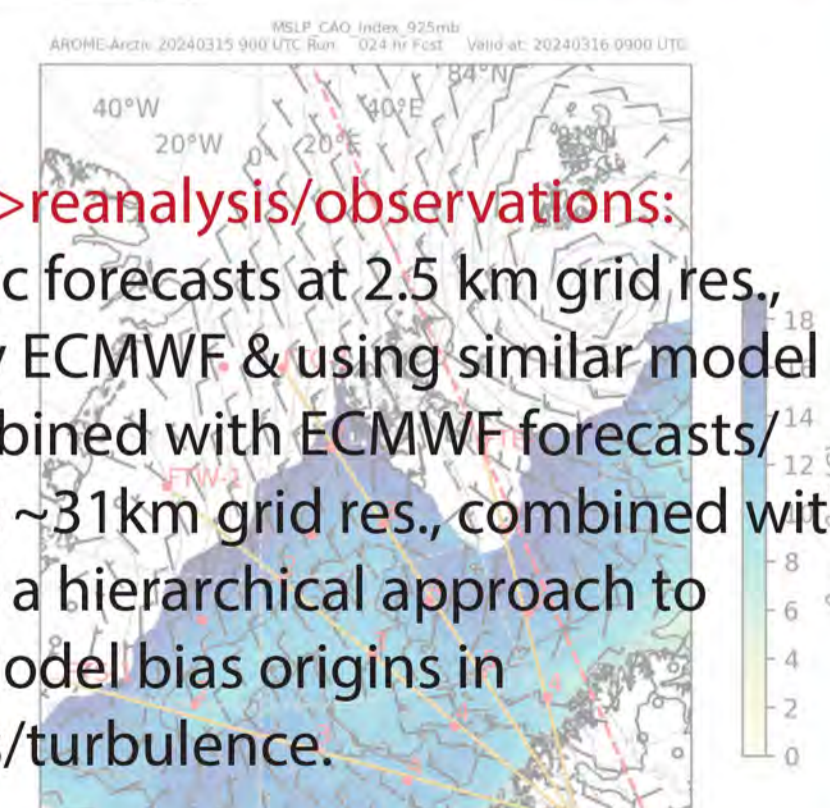 MSLP_CAO_Index_925mb
AROME-Arctic 20240315 900 UTC Run 024 hr Fcst Valid at: 20240316 0900 UTC
84°N
40°W 40°E
20°W 0° 20°E
>reanalysis/observations:
c forecasts at 2.5 km grid res.,
18
ECMWF & using similar model
bined with ECMWF forecasts/
14
12
FTW-1
~31km grid res., combined wit
10
8
a hierarchical approach to
6
odel bias origins in
4
2
s/turbulence.
0